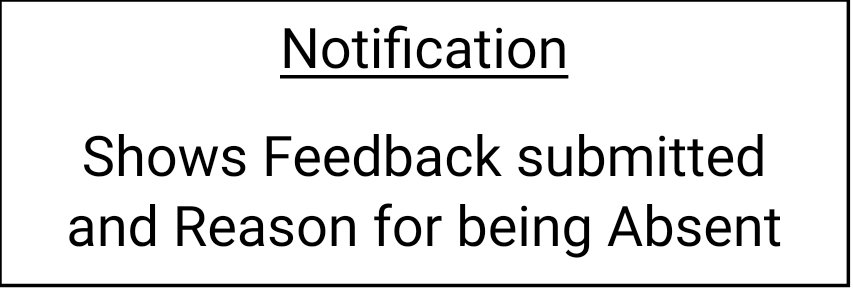 Notification
Shows Feedback submitted
and Reason for being Absent